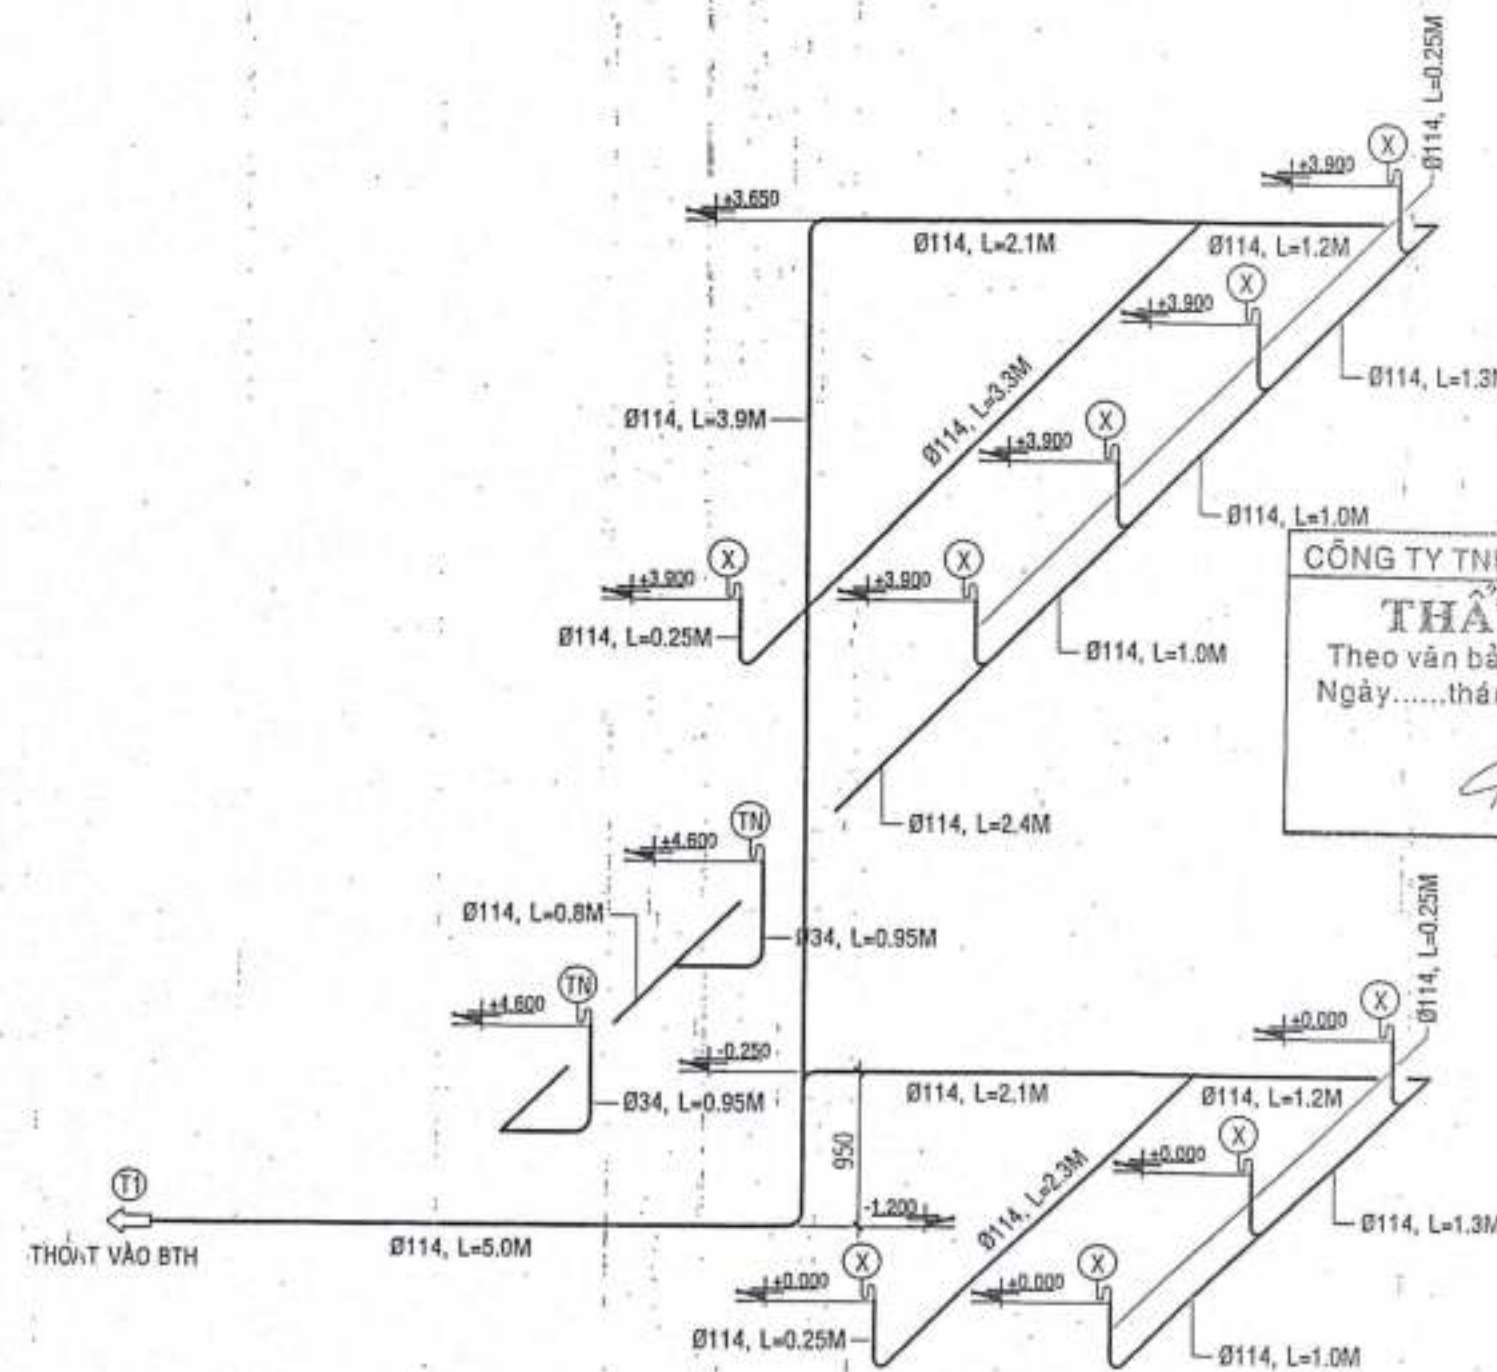 Ø114, L=0.25M
X
±3.900
±3.650
Ø114, L=2.1M
Ø114, L=1.2M
X
±3.900
Ø114, L=3.3M
Ø114, L=1.3M
Ø114, L=3.9M
X
±3.900
Ø114, L=1.0M
CÔNG TY TNH
X
±3.900
X
±3.900
THẨ
Ø114, L=0.25M
Ø114, L=1.0M
Theo văn bả
Ngày......thá
TN
±4.600
Ø114, L=2.4M
Ø114, L=0.8M
Ø34, L=0.95M
TN
±4.600
Ø114, L=0.25M
X
±0.000
-0.250
Ø34, L=0.95M
Ø114, L=2.1M
Ø114, L=1.2M
950
X
±0.000
T1
-1.200
Ø114, L=2.3M
Ø114, L=1.3M
THOÁT VÀO BTH
Ø114, L=5.0M
X
±0.000
X
±0.000
Ø114, L=0.25M
Ø114, L=1.0M